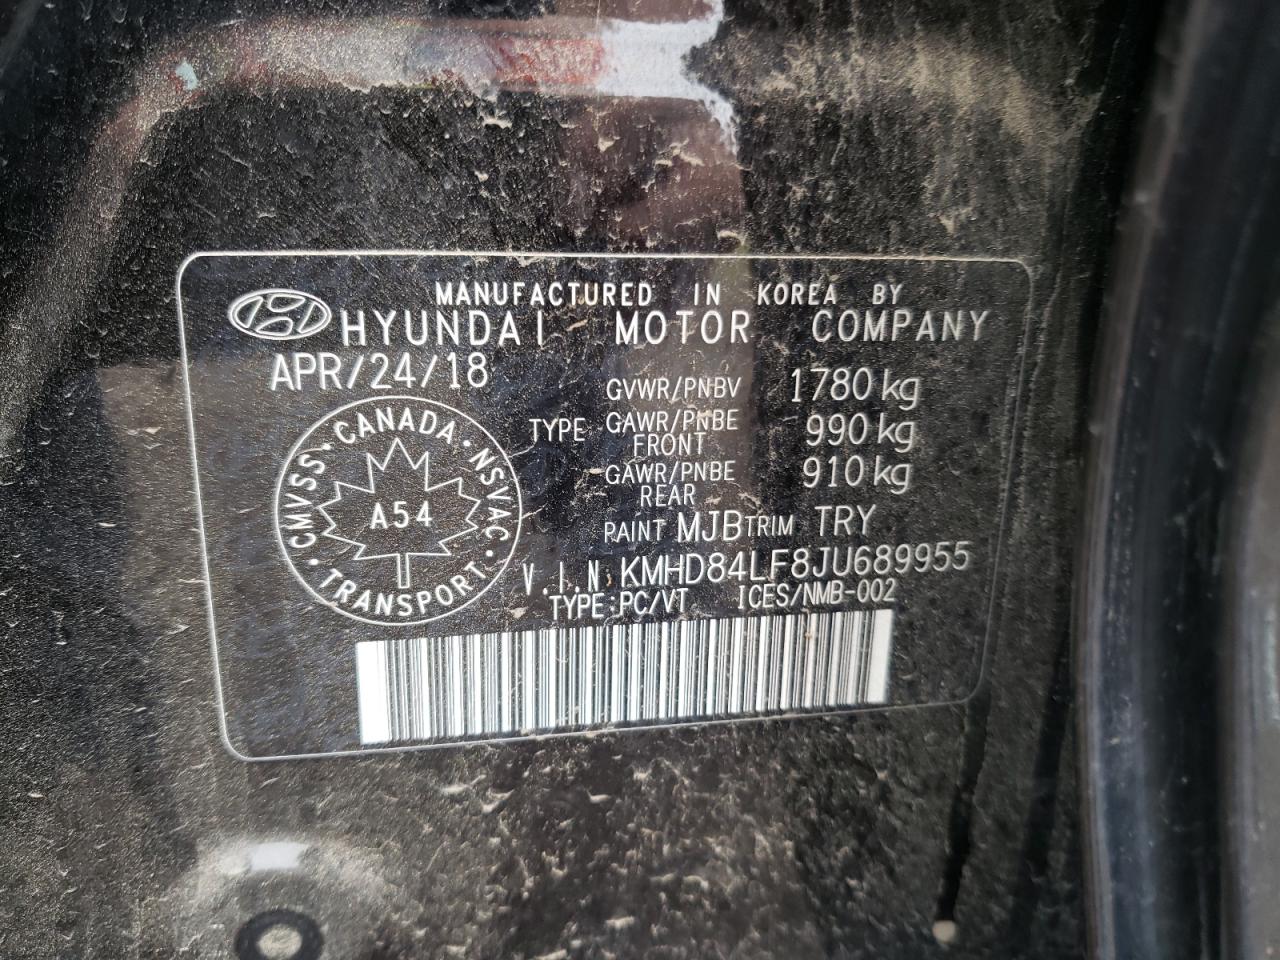 MANUFACTURED IN KOREA BY
HYUNDAI MOTOR COMPANY
APR/24/18
GVWR/PNBV 1780 kg
TYPE GAWR/PNBE FRONT 990 kg
GAWR/PNBE REAR 910 kg
CMVSS · CANADA · NSVAC · TRANSPORT ·
A54
PAINT MJB TRIM TRY
V.I.N. KMHD84LF8JU689955
TYPE:PC/VT ICES/NMB-002